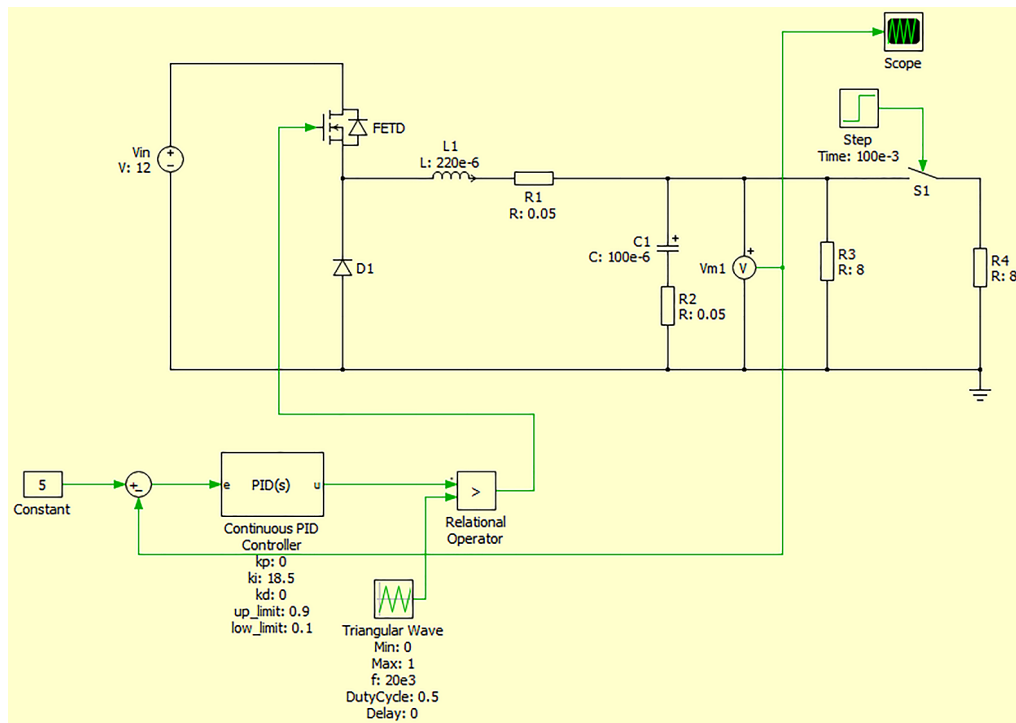 Scope
Step
Time: 100e-3
FETD
Vin
V: 12
+
-
L1
L: 220e-6
R1
R: 0.05
S1
C1
+
C: 100e-6
Vm1
+
V
R3
R: 8
R4
R: 8
D1
R2
R: 0.05
5
Constant
+
-
e
PID(s)
u
Continuous PID
Controller
kp: 0
ki: 18.5
kd: 0
up_limit: 0.9
low_limit: 0.1
>
Relational
Operator
Triangular Wave
Min: 0
Max: 1
f: 20e3
DutyCycle: 0.5
Delay: 0